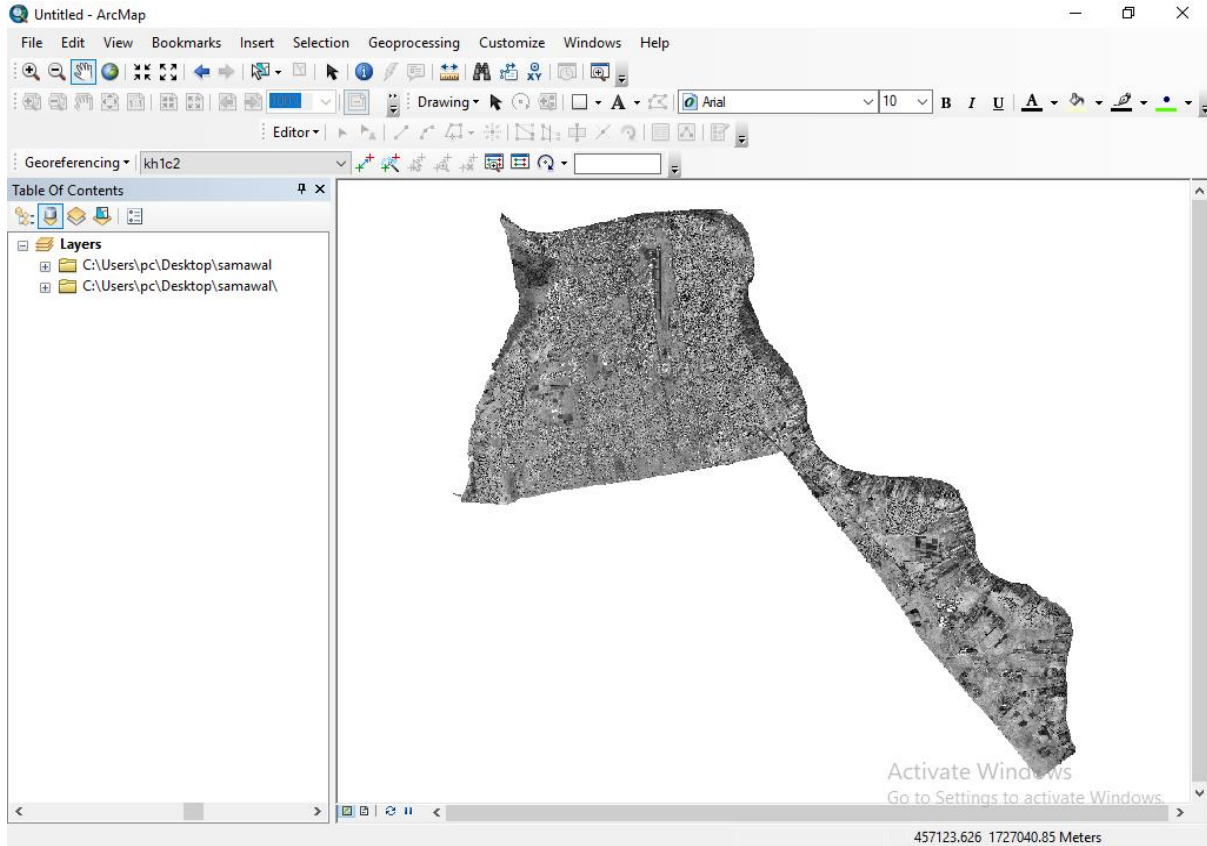 Untitled - ArcMap
File Edit View Bookmarks Insert Selection Geoprocessing Customize Windows Help
XY
100%
Drawing A Arial 10 B I U A
Editor
Georeferencing kh1c2
Table Of Contents
Layers
C:\Users\pc\Desktop\samawal
C:\Users\pc\Desktop\samawal\
Activate Windows
Go to Settings to activate Windows.
457123.626 1727040.85 Meters